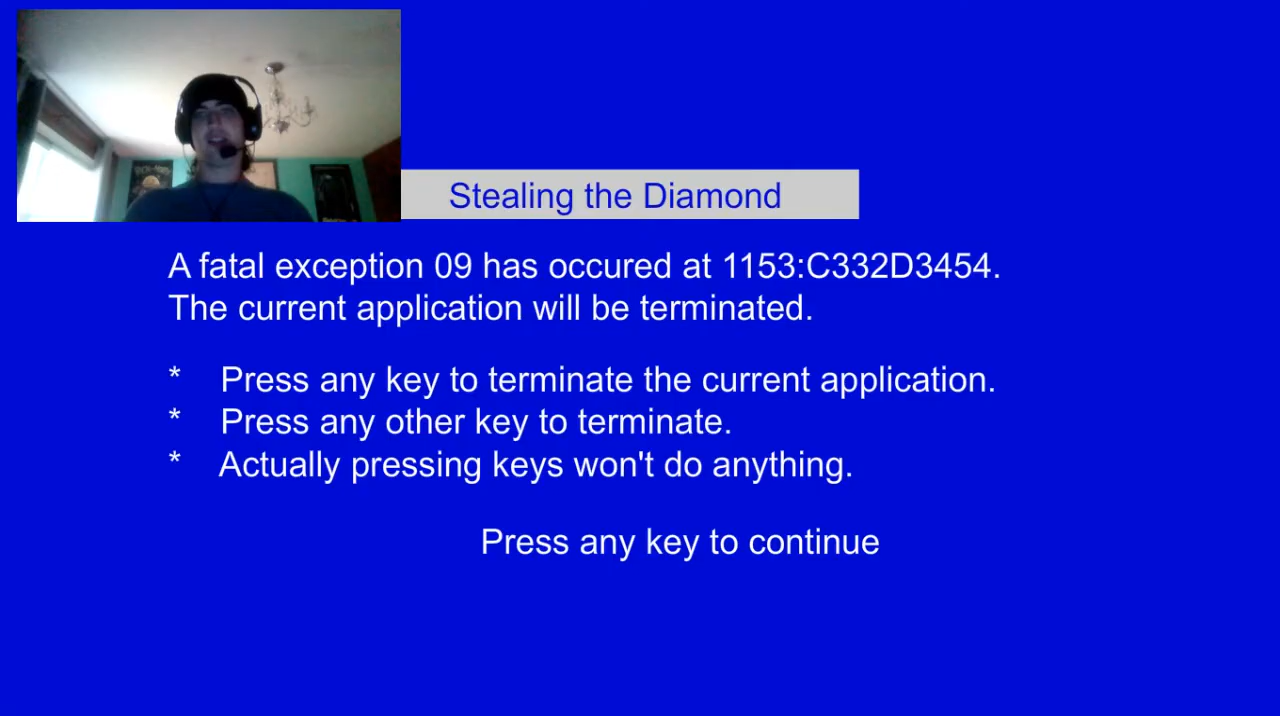 Stealing the Diamond
A fatal exception 09 has occured at 1153:C332D3454.
The current application will be terminated.
* Press any key to terminate the current application.
* Press any other key to terminate.
* Actually pressing keys won't do anything.
Press any key to continue